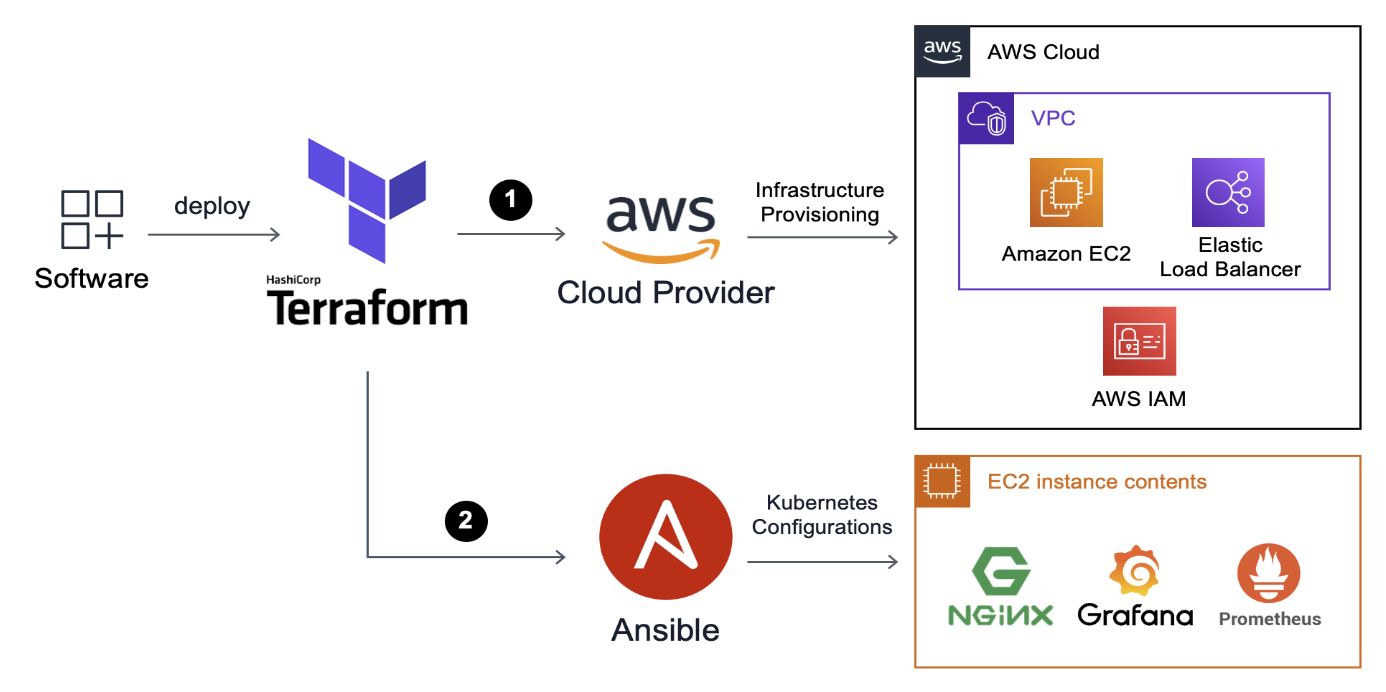 Software
deploy
HashiCorp
Terraform
1
aws
Cloud Provider
Infrastructure
Provisioning
aws
AWS Cloud
VPC
Amazon EC2
Elastic
Load Balancer
AWS IAM
2
Ansible
Kubernetes
Configurations
EC2 instance contents
NGiNX
Grafana
Prometheus